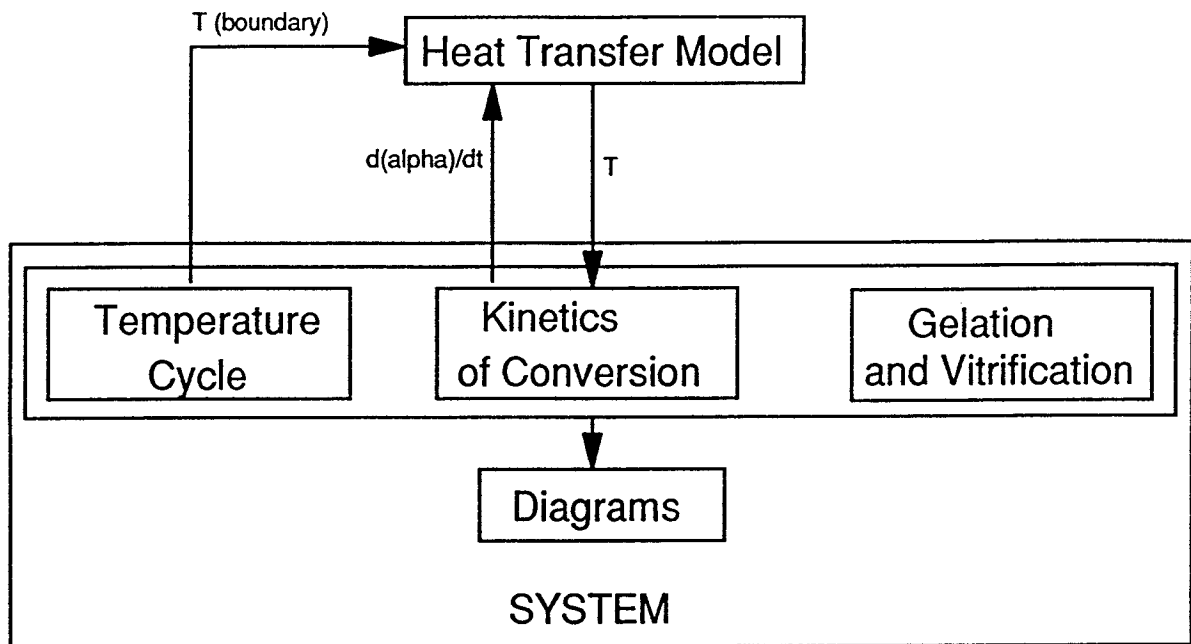 T (boundary)
Heat Transfer Model
d(alpha)/dt
T
Temperature
Cycle
Kinetics
of Conversion
Gelation
and Vitrification
Diagrams
SYSTEM